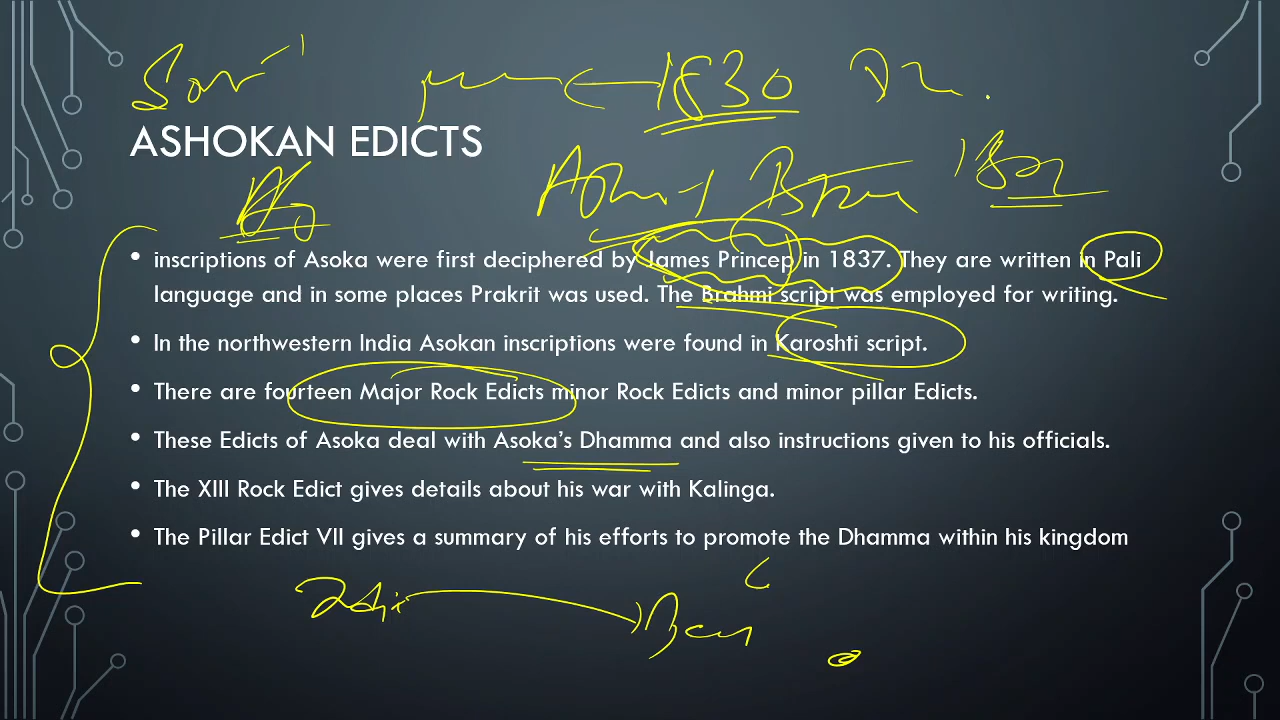 1830
ASHOKAN EDICTS
• inscriptions of Asoka were first deciphered by James Princep in 1837. They are written in Pali
language and in some places Prakrit was used. The Brahmi script was employed for writing.
• In the northwestern India Asokan inscriptions were found in Karoshti script.
• There are fourteen Major Rock Edicts minor Rock Edicts and minor pillar Edicts.
• These Edicts of Asoka deal with Asoka's Dhamma and also instructions given to his officials.
• The XIII Rock Edict gives details about his war with Kalinga.
• The Pillar Edict VII gives a summary of his efforts to promote the Dhamma within his kingdom